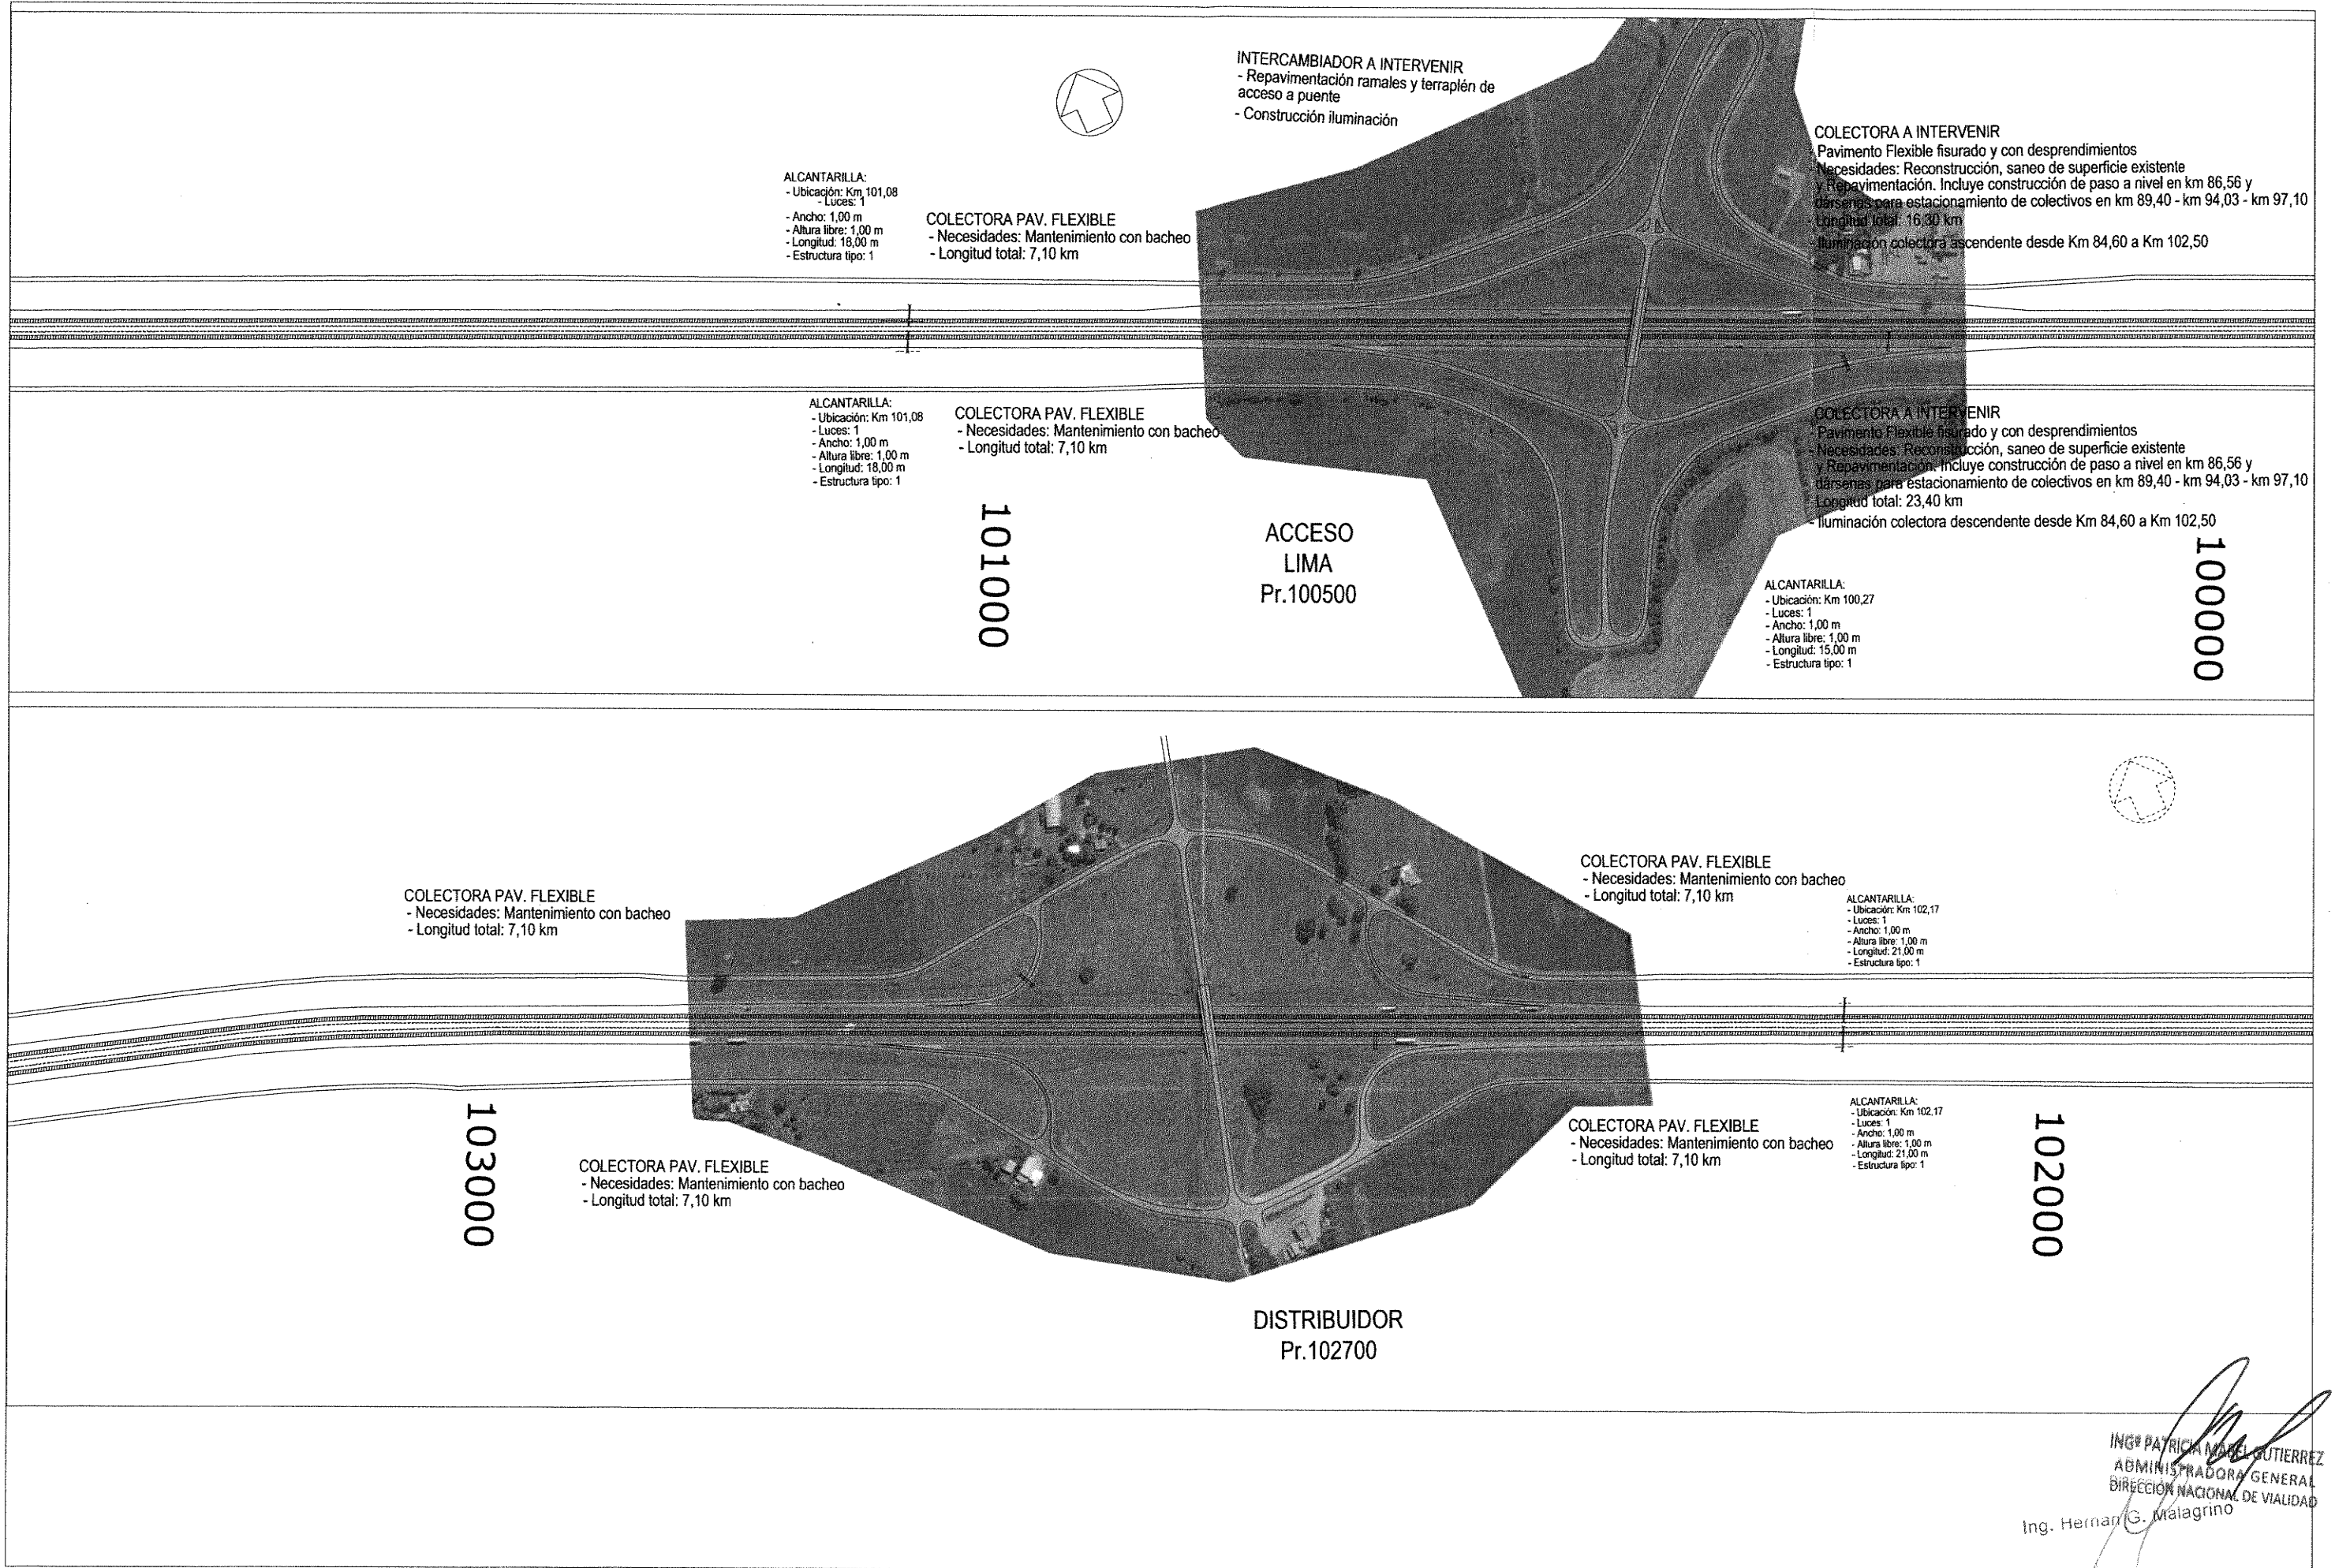 INTERCAMBIADOR A INTERVENIR
- Repavimentación ramales y terraplén de
acceso a puente
- Construcción iluminación
COLECTORA A INTERVENIR
- Pavimento Flexible fisurado y con desprendimientos
- Necesidades: Reconstrucción, saneo de superficie existente
y Repavimentación. Incluye construcción de paso a nivel en km 86,56 y
dársenas para estacionamiento de colectivos en km 89,40 - km 94,03 - km 97,10
- Longitud total: 16,30 km
- Iluminación colectora ascendente desde Km 84,60 a Km 102,50
ALCANTARILLA:
- Ubicación: Km 101,08
- Luces: 1
- Ancho: 1,00 m
- Altura libre: 1,00 m
- Longitud: 18,00 m
- Estructura tipo: 1
COLECTORA PAV. FLEXIBLE
- Necesidades: Mantenimiento con bacheo
- Longitud total: 7,10 km
ALCANTARILLA:
- Ubicación: Km 101,08
- Luces: 1
- Ancho: 1,00 m
- Altura libre: 1,00 m
- Longitud: 18,00 m
- Estructura tipo: 1
COLECTORA PAV. FLEXIBLE
- Necesidades: Mantenimiento con bacheo
- Longitud total: 7,10 km
COLECTORA A INTERVENIR
- Pavimento Flexible fisurado y con desprendimientos
- Necesidades: Reconstrucción, saneo de superficie existente
y Repavimentación. Incluye construcción de paso a nivel en km 86,56 y
dársenas para estacionamiento de colectivos en km 89,40 - km 94,03 - km 97,10
Longitud total: 23,40 km
- Iluminación colectora descendente desde Km 84,60 a Km 102,50
101000
ACCESO
LIMA
Pr.100500
ALCANTARILLA:
- Ubicación: Km 100,27
- Luces: 1
- Ancho: 1,00 m
- Altura libre: 1,00 m
- Longitud: 15,00 m
- Estructura tipo: 1
100000
COLECTORA PAV. FLEXIBLE
- Necesidades: Mantenimiento con bacheo
- Longitud total: 7,10 km
COLECTORA PAV. FLEXIBLE
- Necesidades: Mantenimiento con bacheo
- Longitud total: 7,10 km
ALCANTARILLA:
- Ubicación: Km 102,17
- Luces: 1
- Ancho: 1,00 m
- Altura libre: 1,00 m
- Longitud: 21,00 m
- Estructura tipo: 1
103000
COLECTORA PAV. FLEXIBLE
- Necesidades: Mantenimiento con bacheo
- Longitud total: 7,10 km
COLECTORA PAV. FLEXIBLE
- Necesidades: Mantenimiento con bacheo
- Longitud total: 7,10 km
ALCANTARILLA:
- Ubicación: Km 102,17
- Luces: 1
- Ancho: 1,00 m
- Altura libre: 1,00 m
- Longitud: 21,00 m
- Estructura tipo: 1
102000
DISTRIBUIDOR
Pr.102700
INGª PATRICIA MABEL GUTIERREZ
ADMINISTRADORA GENERAL
DIRECCIÓN NACIONAL DE VIALIDAD
Ing. Hernan G. Malagrino